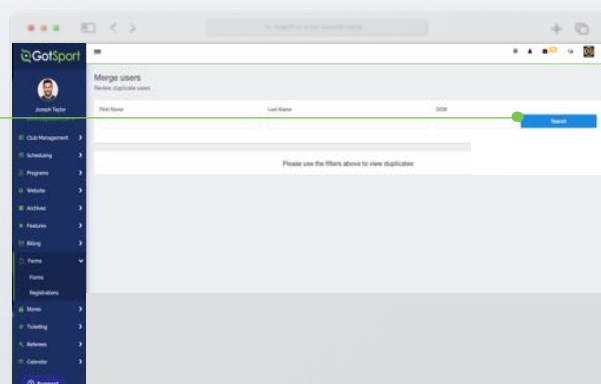 GotSport
Joseph Taylor
Club Management
Scheduling
Programs
Website
Archives
Features
Billing
Forms
Forms
Registrations
Stores
Ticketing
Referees
Calendar
Support
Merge users
Review duplicate users
First Name
Last Name
DOB
Search
Please use the filters above to view duplicates